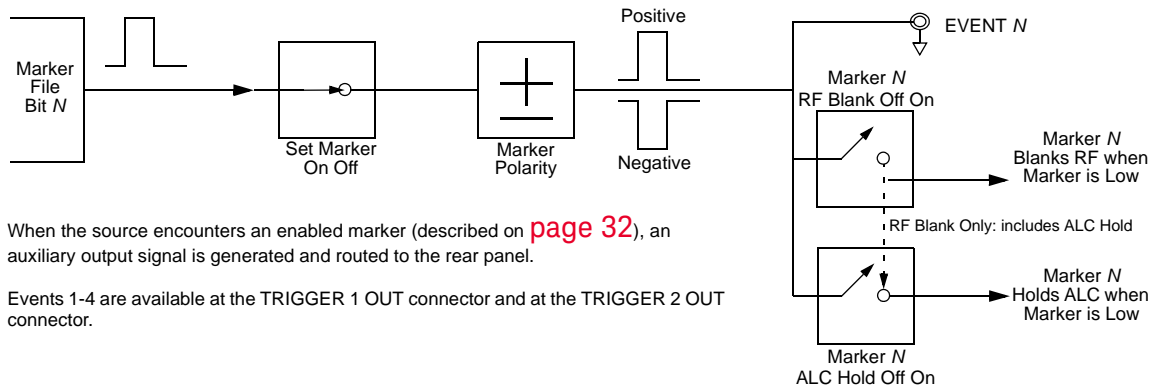 Marker
File
Bit N
Set Marker
On Off
Marker
Polarity
Positive
Negative
EVENT N
Marker N
RF Blank Off On
Marker N
Blanks RF when
Marker is Low
RF Blank Only: includes ALC Hold
Marker N
Holds ALC when
Marker is Low
Marker N
ALC Hold Off On
When the source encounters an enabled marker (described on page 32), an
auxiliary output signal is generated and routed to the rear panel.
Events 1-4 are available at the TRIGGER 1 OUT connector and at the TRIGGER 2 OUT
connector.